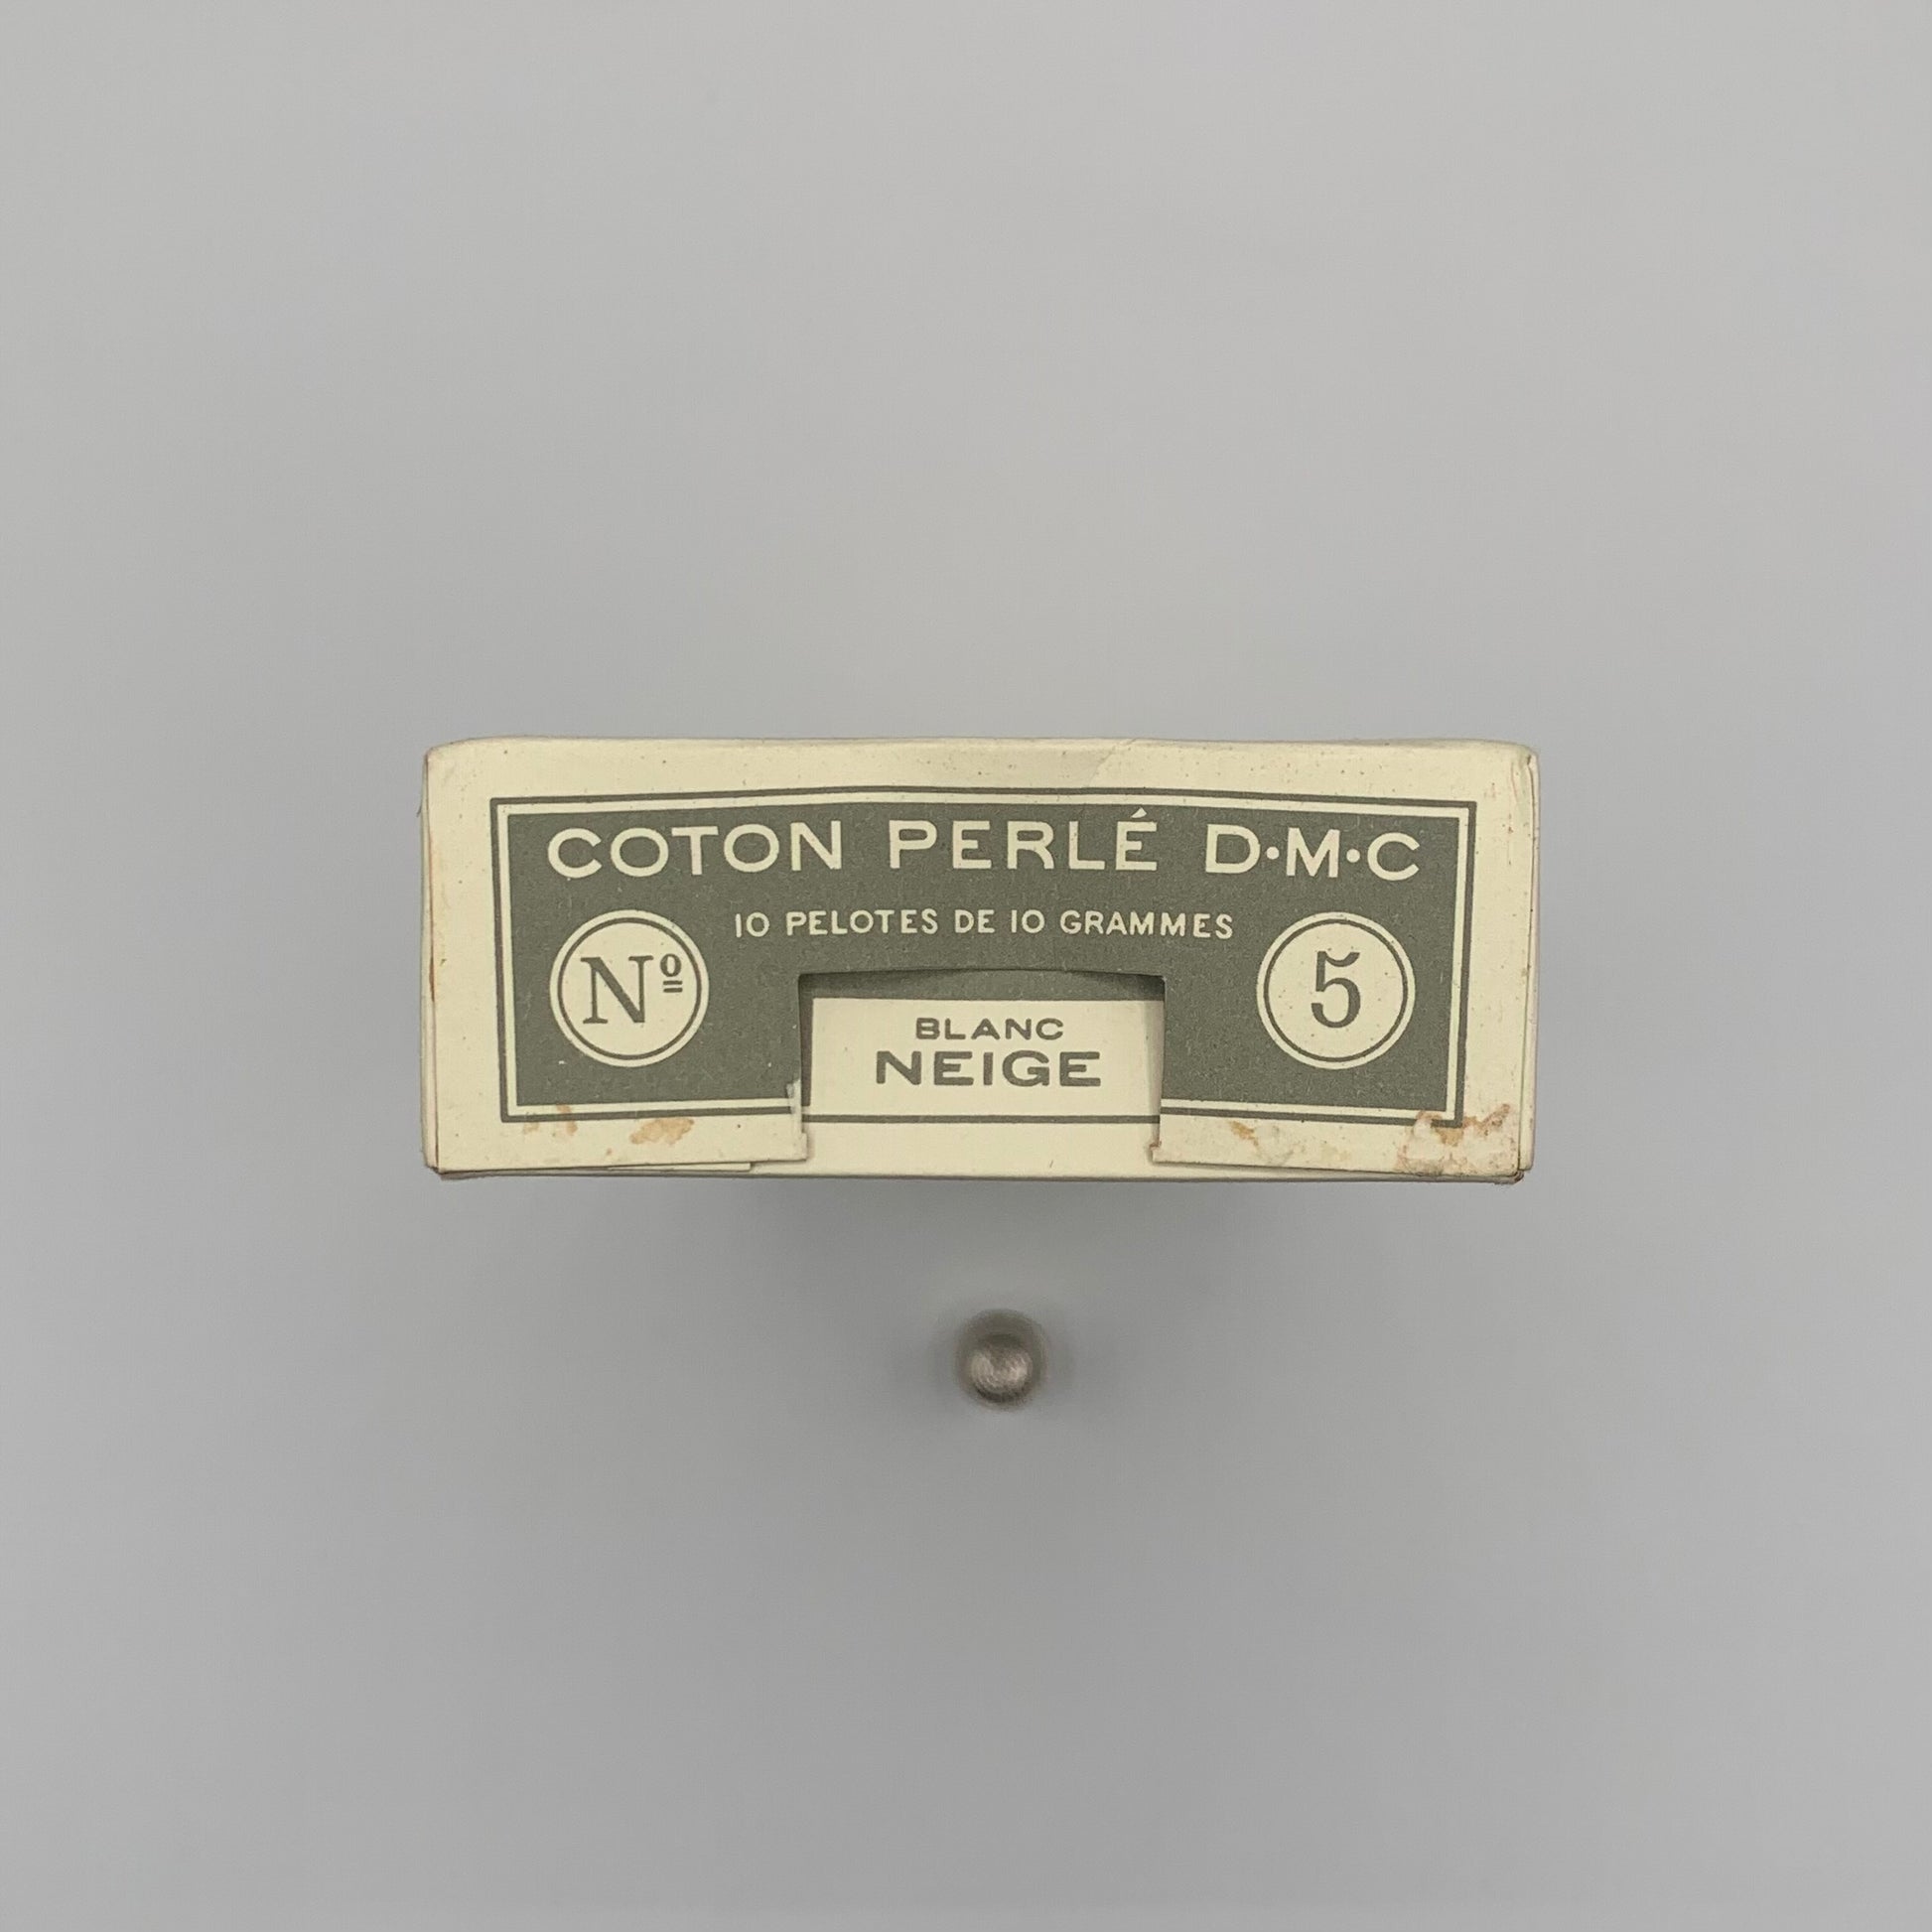 COTON PERLÉ D·M·C
10 PELOTES DE 10 GRAMMES
Nº 5
BLANC
NEIGE